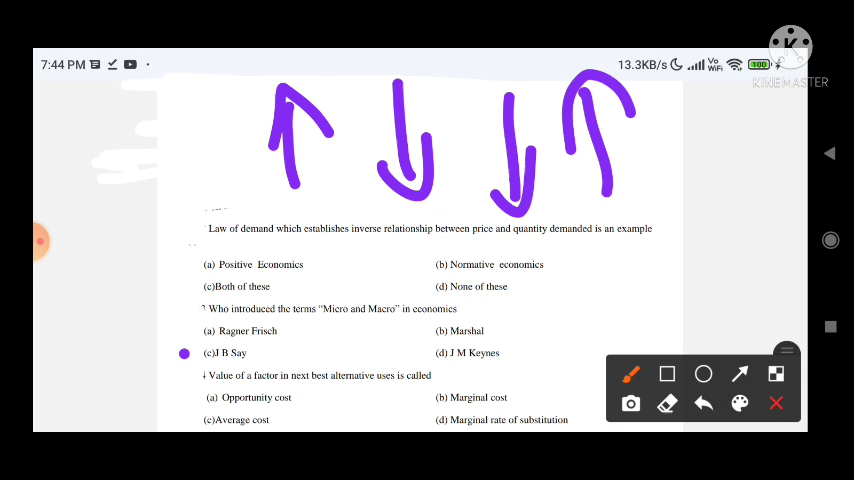 7:44 PM
13.3KB/s Vo WiFi 100
KINEMASTER
Law of demand which establishes inverse relationship between price and quantity demanded is an example
(a) Positive Economics (b) Normative economics
(c)Both of these (d) None of these
Who introduced the terms “Micro and Macro” in economics
(a) Ragner Frisch (b) Marshal
(c)J B Say (d) J M Keynes
Value of a factor in next best alternative uses is called
(a) Opportunity cost (b) Marginal cost
(c)Average cost (d) Marginal rate of substitution